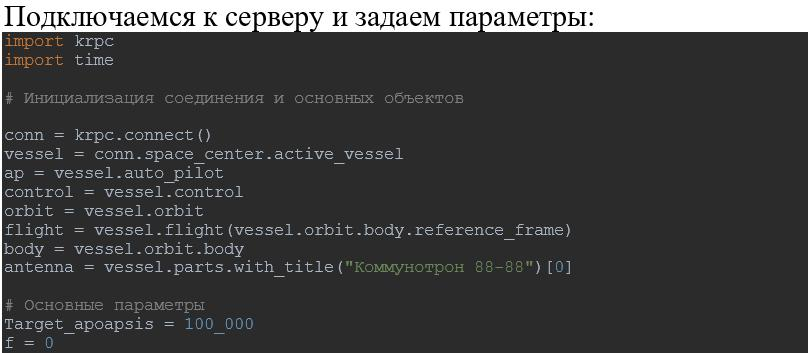 Подключаемся к серверу и задаем параметры:
import krpc
import time
# Инициализация соединения и основных объектов
conn = krpc.connect()
vessel = conn.space_center.active_vessel
ap = vessel.auto_pilot
control = vessel.control
orbit = vessel.orbit
flight = vessel.flight(vessel.orbit.body.reference_frame)
body = vessel.orbit.body
antenna = vessel.parts.with_title("Коммунотрон 88-88")[0]
# Основные параметры
Target_apoapsis = 100_000
f = 0